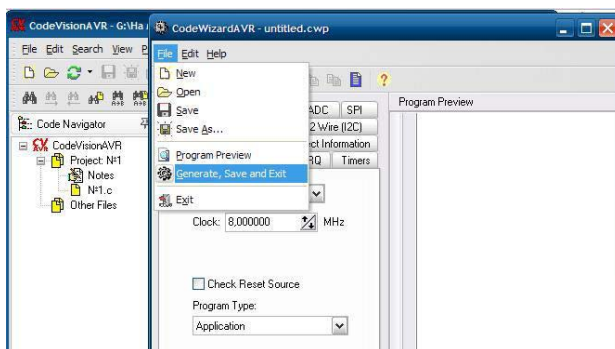 CodeVisionAVR - G:\На
CodeWizardAVR - untitled.cwp
File Edit Search View P
File Edit Help
New
Open
Save
Save As...
Program Preview
Generate, Save and Exit
Exit
ADC SPI
2 Wire (I2C)
ect Information
RQ Timers
Program Preview
Code Navigator
CodeVisionAVR
Project: №1
Notes
№1.c
Other Files
Clock: 8,000000 MHz
Check Reset Source
Program Type:
Application